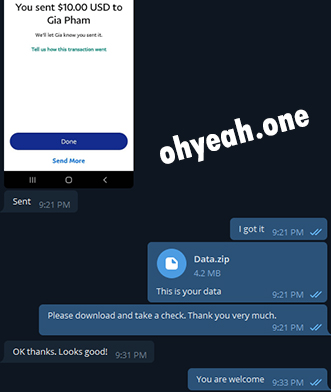 You sent $10.00 USD to
Gia Pham
We'll let Gia know you sent it.
Tell us how this transaction went
Done
Send More
ohyeah.one
Sent 9:21 PM
I got it 9:21 PM
Data.zip
4.2 MB
This is your data 9:21 PM
Please download and take a check. Thank you very much.
9:21 PM
OK thanks. Looks good! 9:31 PM
You are welcome 9:33 PM